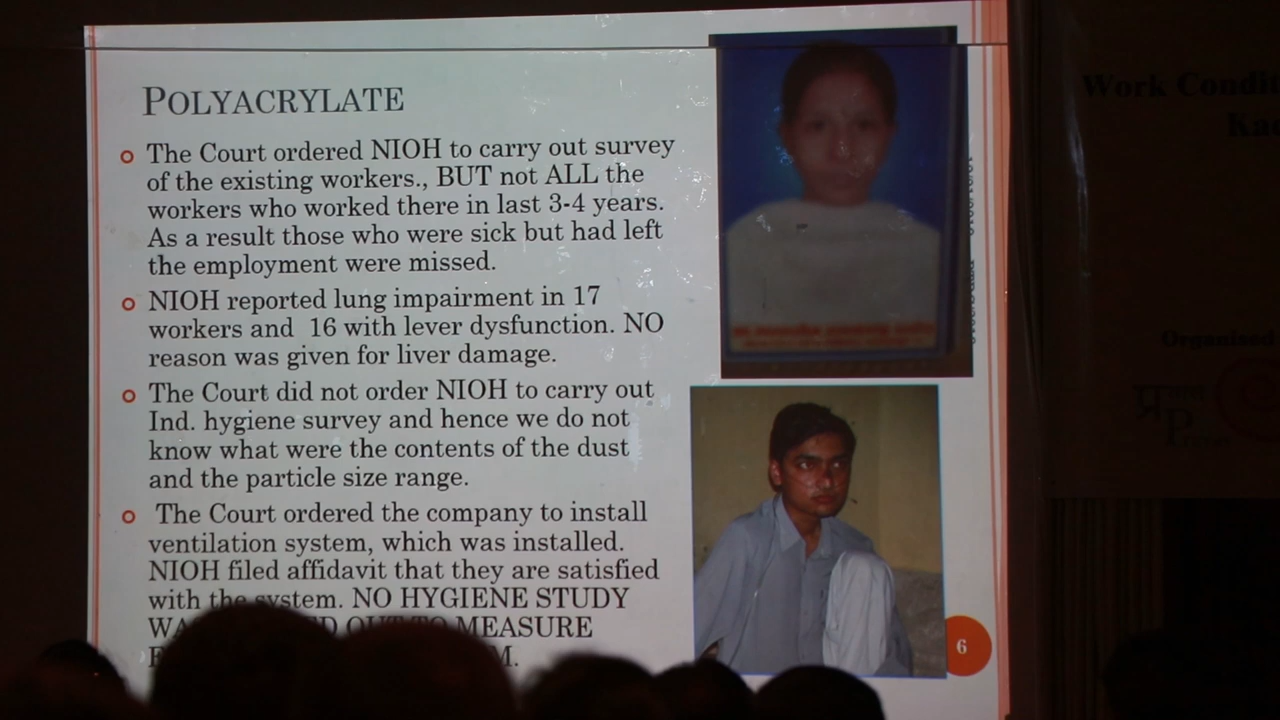 POLYACRYLATE
The Court ordered NIOH to carry out survey
of the existing workers., BUT not ALL the
workers who worked there in last 3-4 years.
As a result those who were sick but had left
the employment were missed.
NIOH reported lung impairment in 17
workers and 16 with lever dysfunction. NO
reason was given for liver damage.
The Court did not order NIOH to carry out
Ind. hygiene survey and hence we do not
know what were the contents of the dust
and the particle size range.
The Court ordered the company to install
ventilation system, which was installed.
NIOH filed affidavit that they are satisfied
with the system. NO HYGIENE STUDY
OUT TO MEASURE
6
Work Condi
Ka
Organised